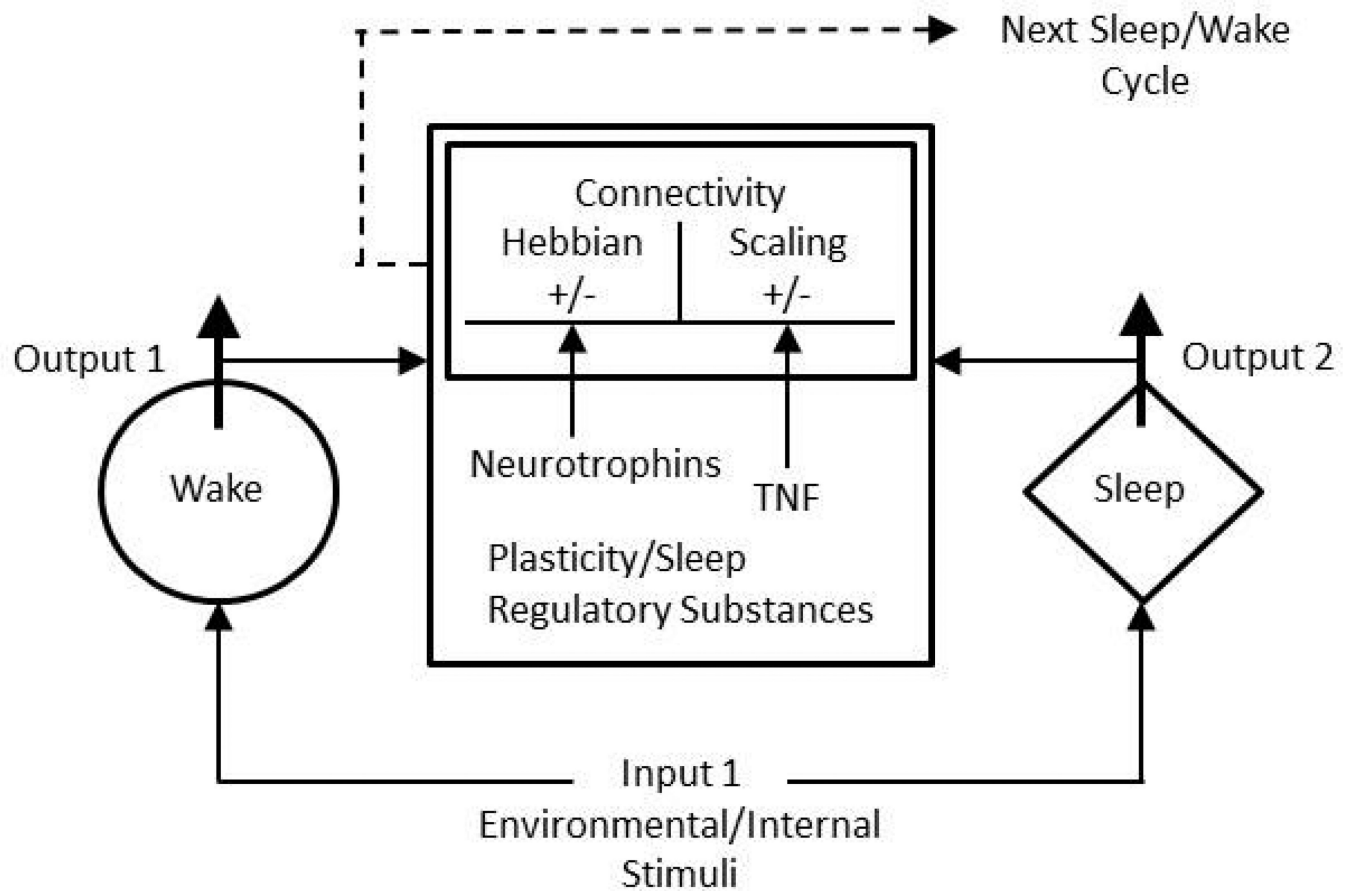 Next Sleep/Wake
Cycle
Connectivity
Hebbian
Scaling
+/-
+/-
Output 1
Output 2
Wake
Neurotrophins
TNF
Sleep
Plasticity/Sleep
Regulatory Substances
Input 1
Environmental/Internal
Stimuli